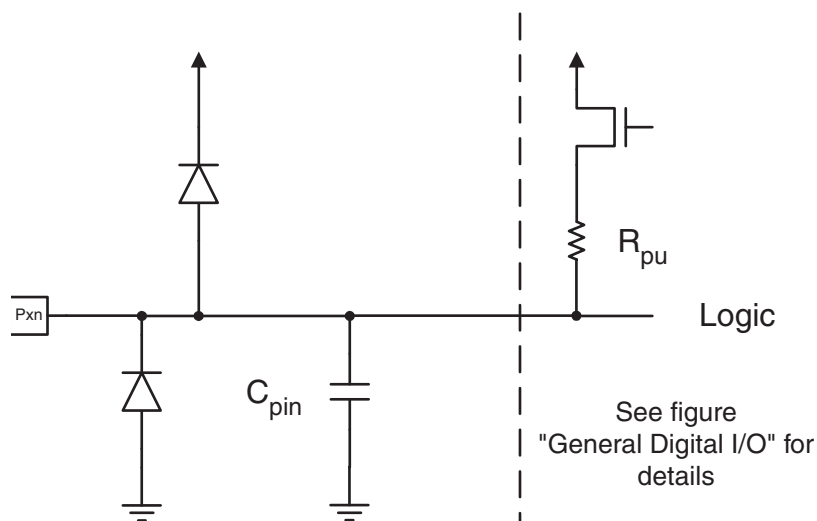 R_pu
Pxn
Logic
C_pin
See figure
"General Digital I/O" for
details